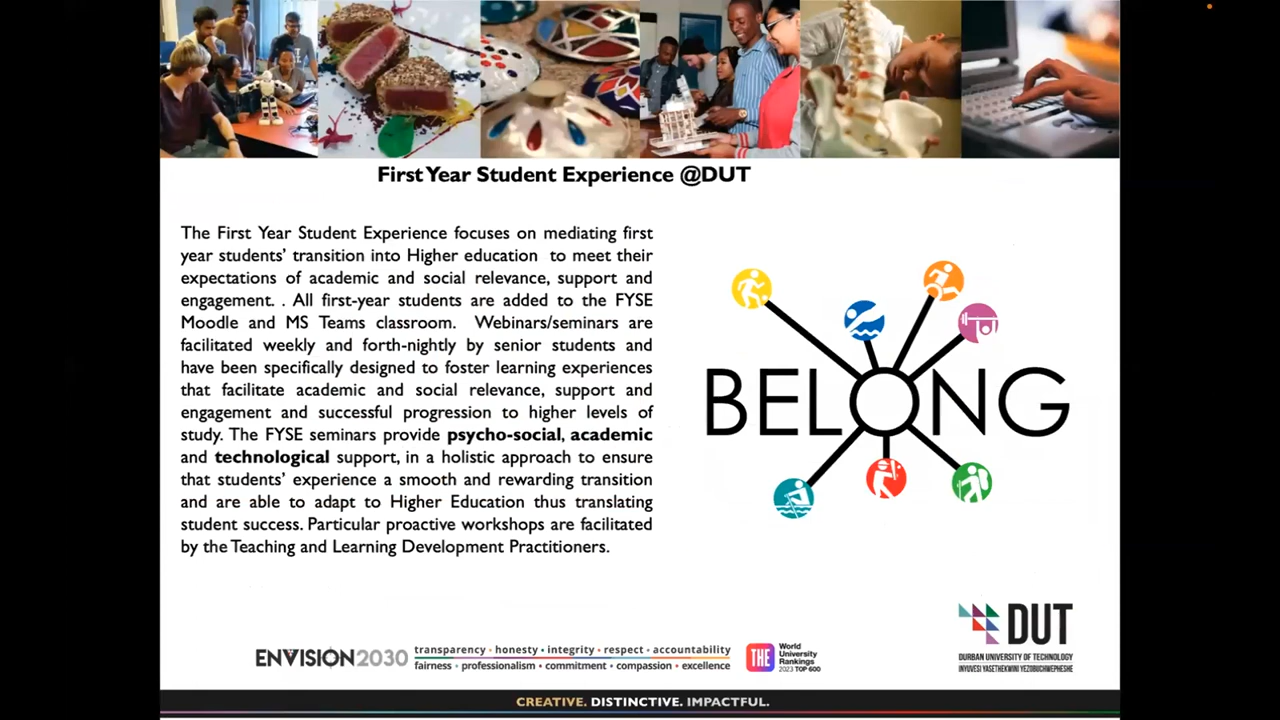 First Year Student Experience @DUT
The First Year Student Experience focuses on mediating first
year students' transition into Higher education to meet their
expectations of academic and social relevance, support and
engagement. . All first-year students are added to the FYSE
Moodle and MS Teams classroom. Webinars/seminars are
facilitated weekly and forth-nightly by senior students and
have been specifically designed to foster learning experiences
that facilitate academic and social relevance, support and
engagement and successful progression to higher levels of
study. The FYSE seminars provide psycho-social, academic
and technological support, in a holistic approach to ensure
that students' experience a smooth and rewarding transition
and are able to adapt to Higher Education thus translating
student success. Particular proactive workshops are facilitated
by the Teaching and Learning Development Practitioners.
BELONG
ENVISION2030
transparency • honesty • integrity • respect • accountability
fairness • professionalism • commitment • compassion • excellence
THE
World
University
Rankings
2023 TOP 600
DUT
DURBAN UNIVERSITY OF TECHNOLOGY
INYUVESI YASETHEKWINI YEZOBUCHWEPHESHE
CREATIVE. DISTINCTIVE. IMPACTFUL.